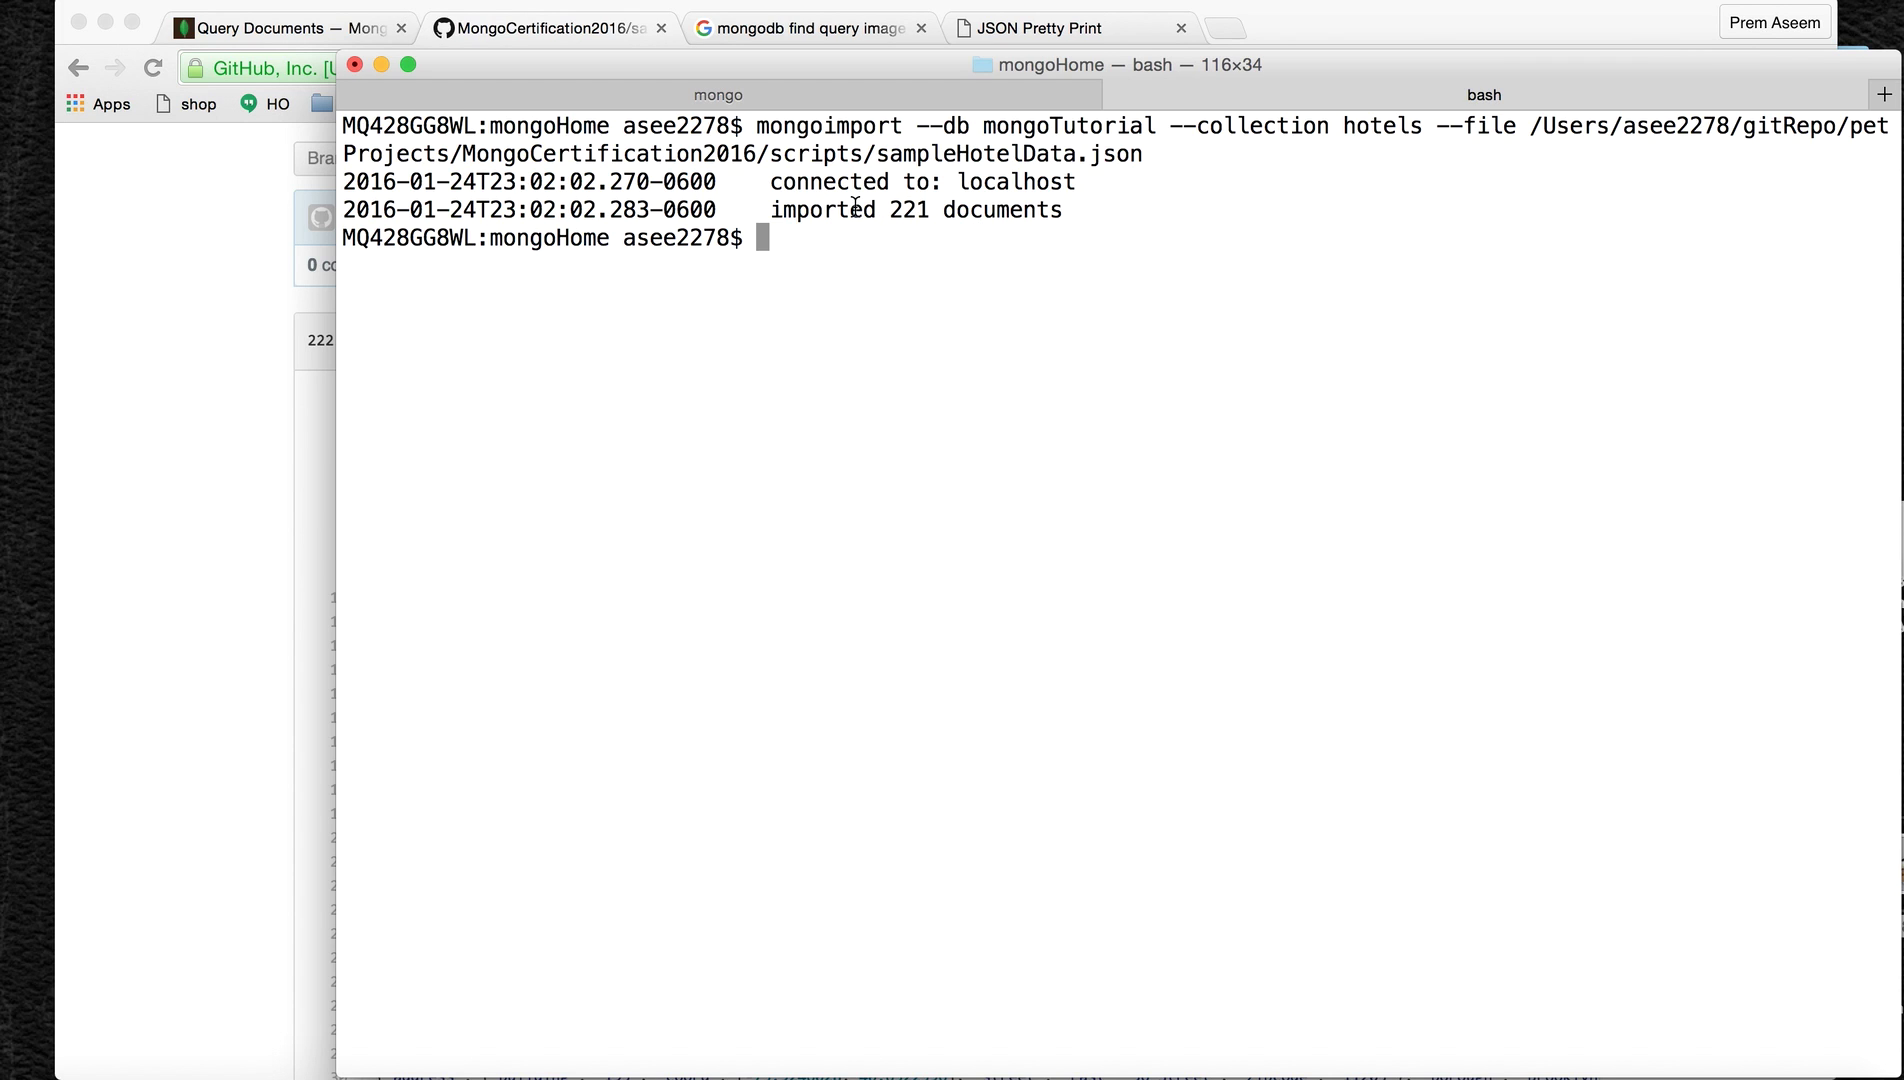 Query Documents — Mong
MongoCertification2016/sa
mongodb find query image
JSON Pretty Print
Prem Aseem
GitHub, Inc. [U
mongoHome — bash — 116×34
Apps shop HO
mongo
bash
MQ428GG8WL:mongoHome asee2278$ mongoimport --db mongoTutorial --collection hotels --file /Users/asee2278/gitRepo/pet
Projects/MongoCertification2016/scripts/sampleHotelData.json
2016-01-24T23:02:02.270-0600 connected to: localhost
2016-01-24T23:02:02.283-0600 imported 221 documents
MQ428GG8WL:mongoHome asee2278$
Bra
0 co
222